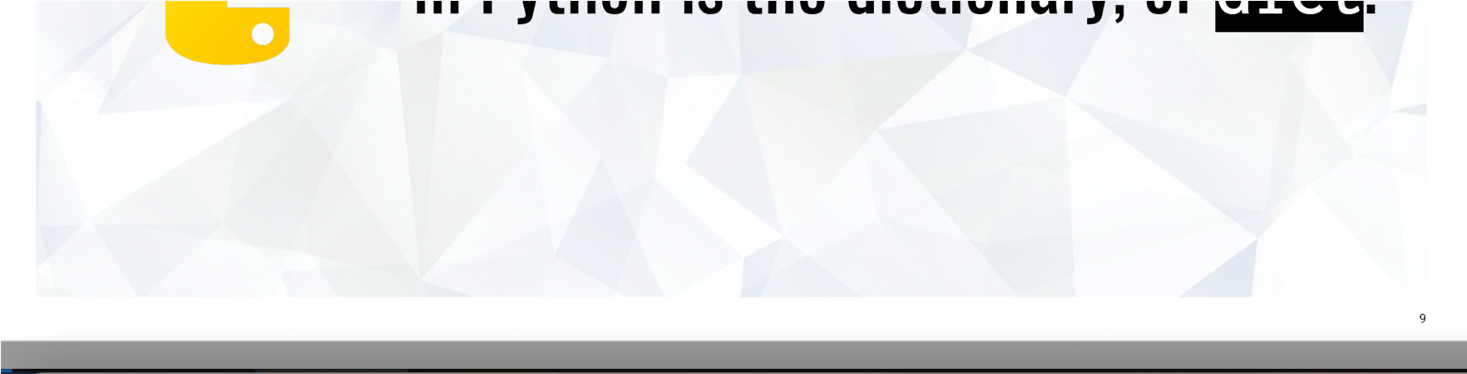 in Python is the dictionary, or dict.
9